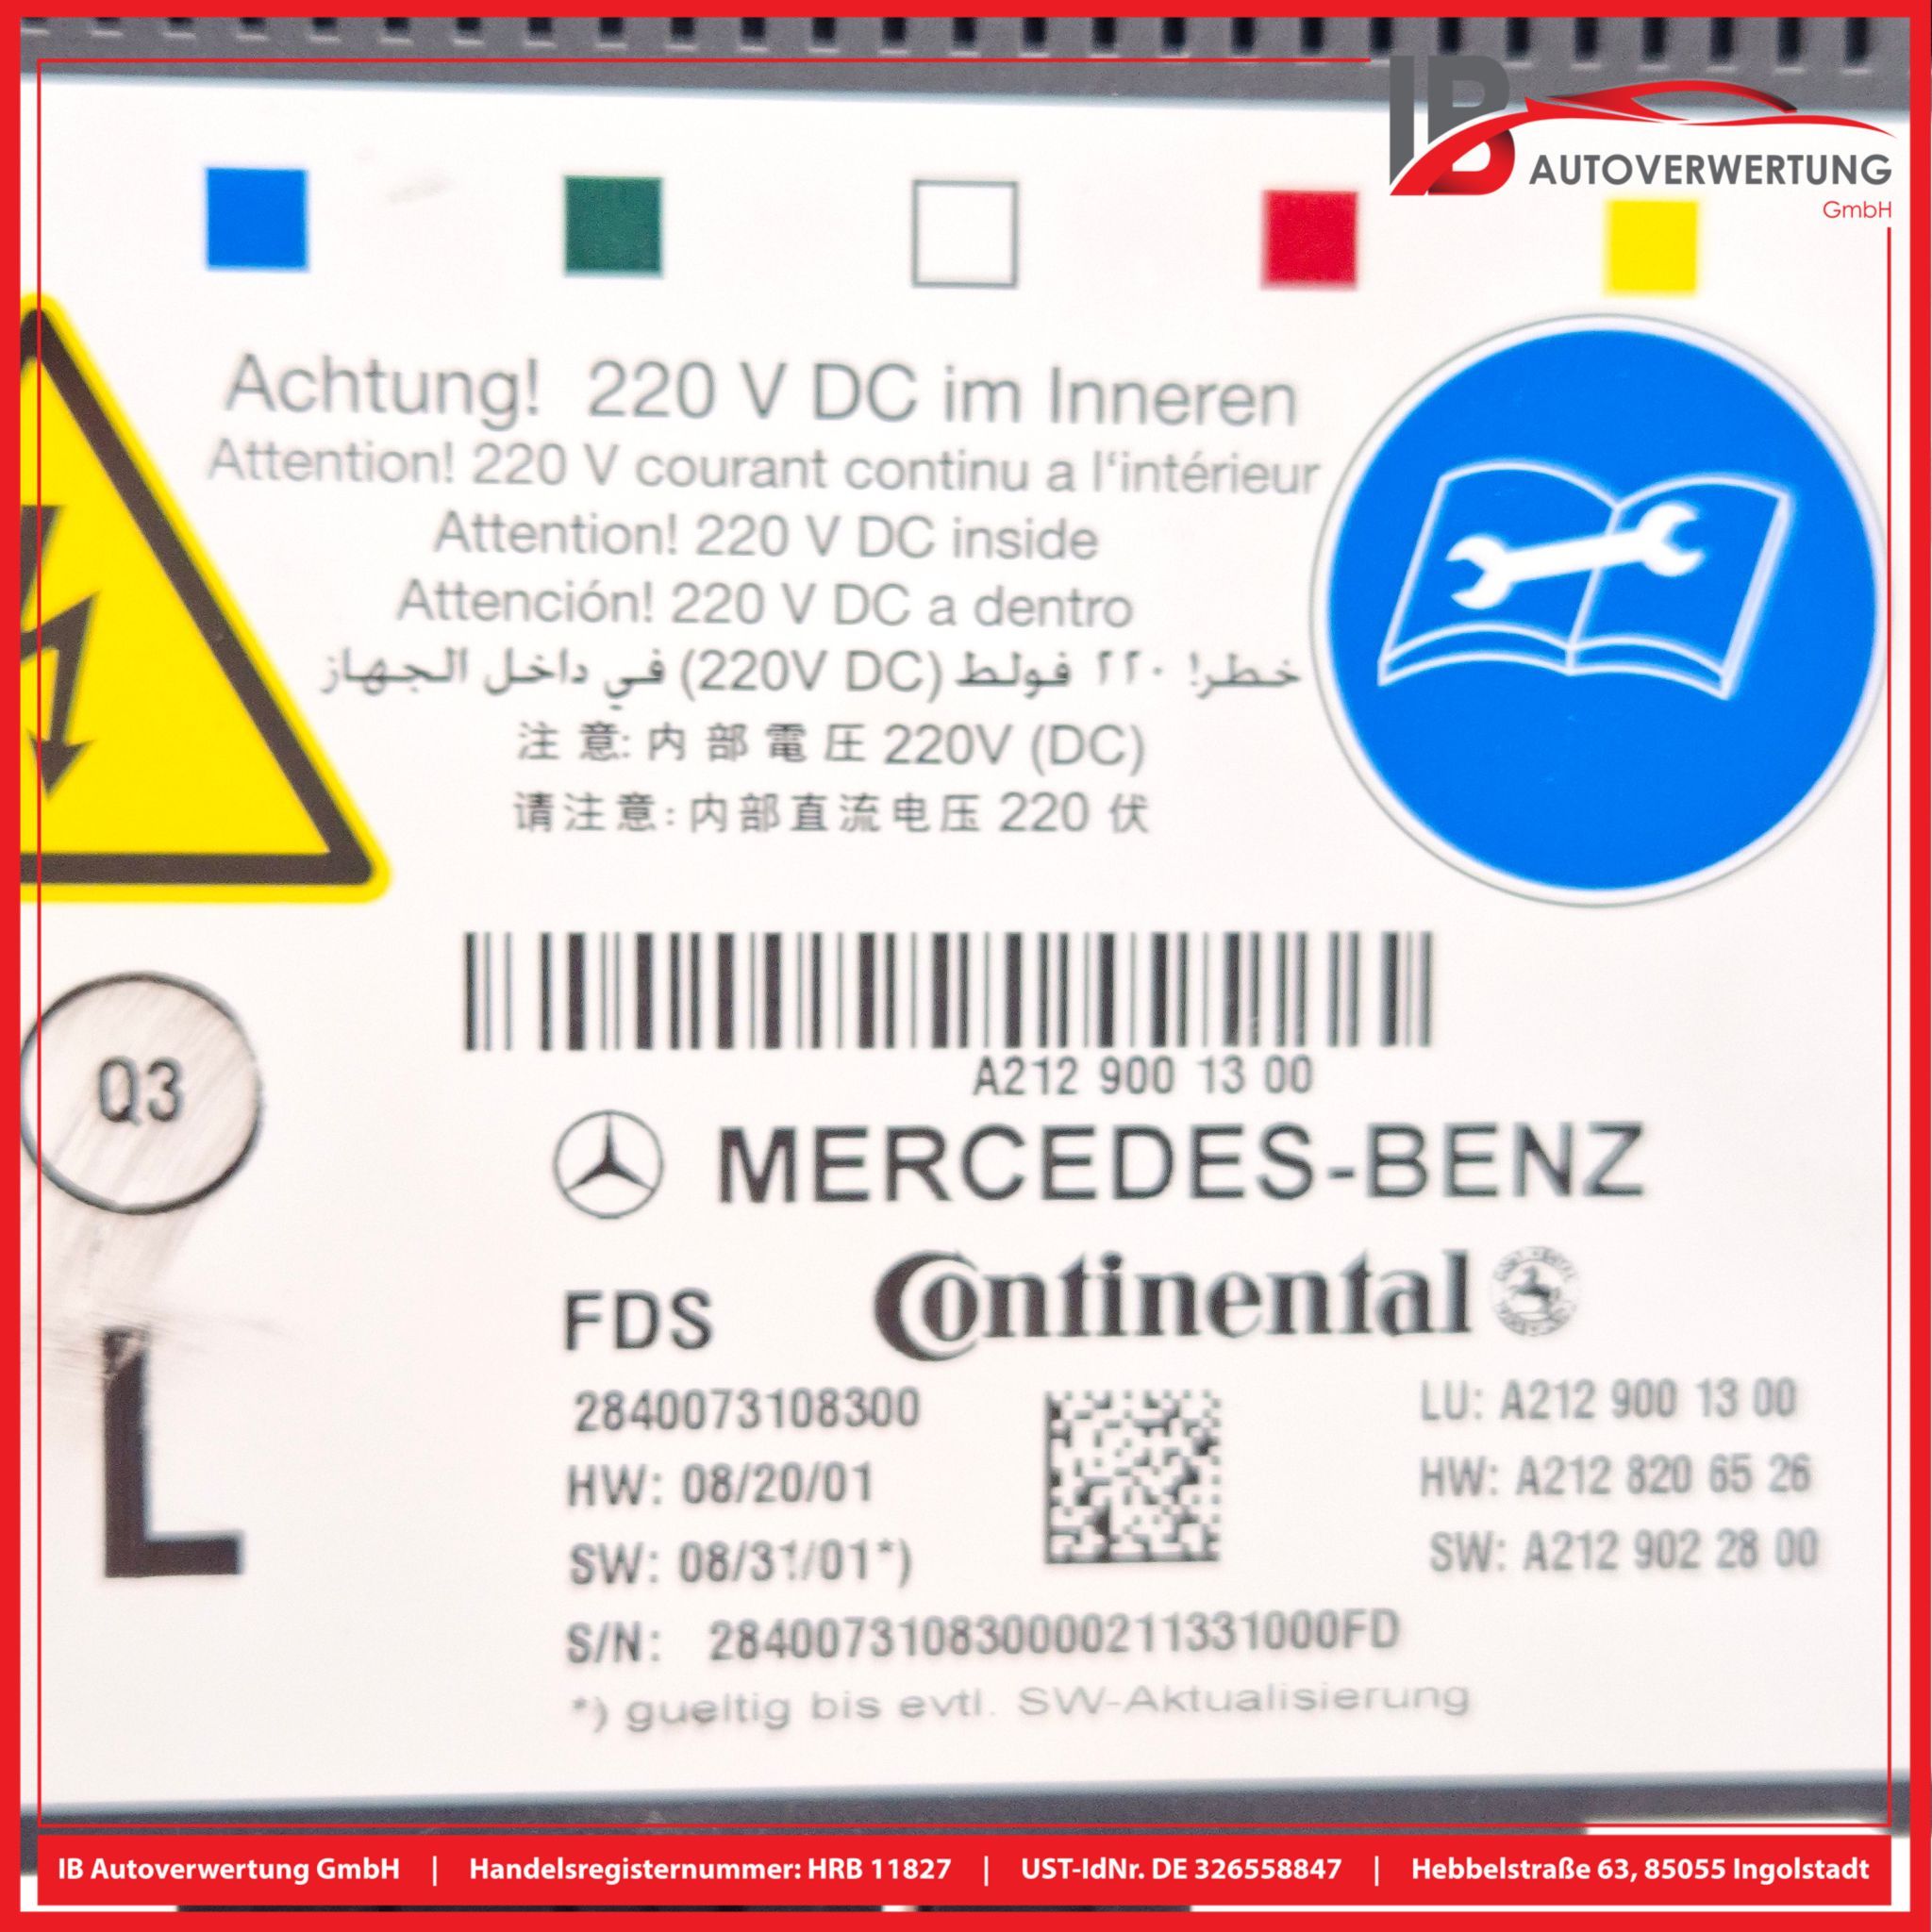 IB AUTOVERWERTUNG
GmbH
Achtung! 220 V DC im Inneren
Attention! 220 V courant continu a l'intérieur
Attention! 220 V DC inside
Attención! 220 V DC a dentro
خطر! ٢٢٠ فولط (220V DC) في داخل الجهاز
注意: 内部電圧 220V (DC)
请注意: 内部直流电压 220 伏
A212 900 13 00
Q3
MERCEDES-BENZ
FDS
Continental
2840073108300
LU: A212 900 13 00
HW: 08/20/01
HW: A212 820 65 26
SW: 08/31/01*)
SW: A212 902 28 00
L
S/N: 28400731083000021133​1000FD
*) gueltig bis evtl. SW-Aktualisierung
IB Autoverwertung GmbH | Handelsregisternummer: HRB 11827 | UST-IdNr. DE 326558847 | Hebbelstraße 63, 85055 Ingolstadt